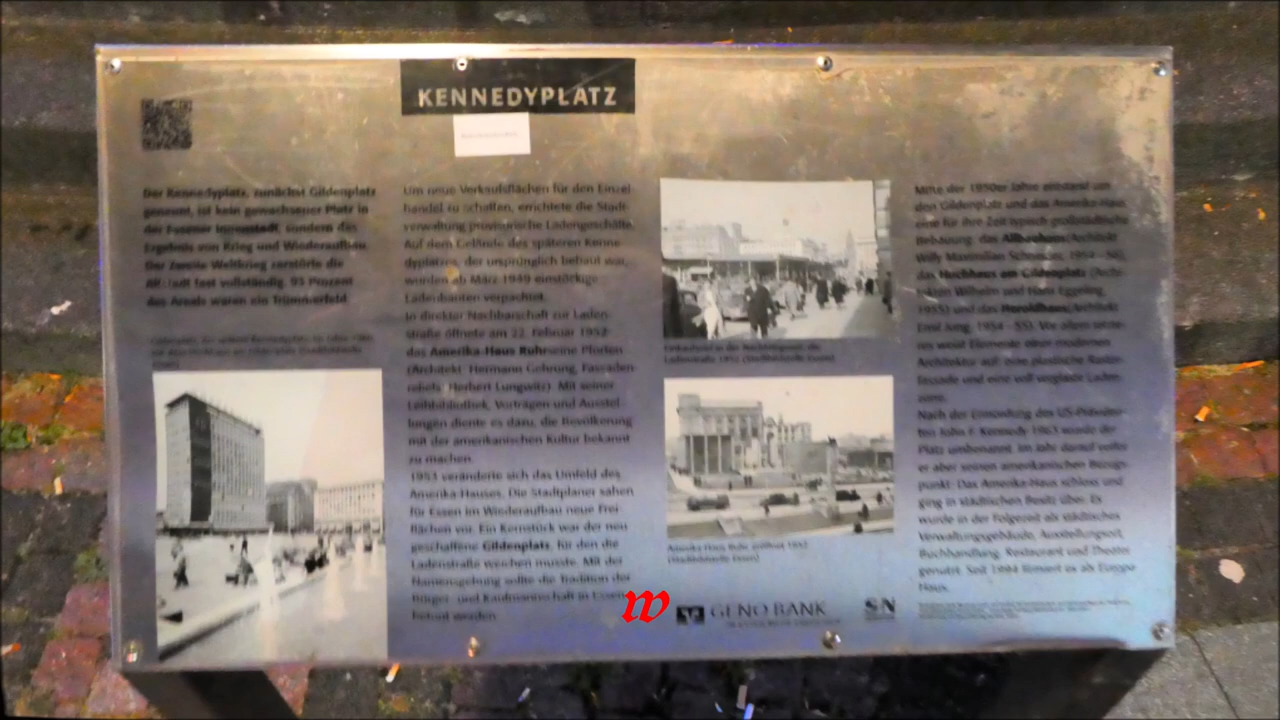 KENNEDYPLATZ
Der Kennedyplatz, zunächst Gildenplatz
genannt, ist kein gewachsener Platz in
der Essener Innenstadt, sondern das
Ergebnis von Krieg und Wiederaufbau.
Der Zweite Weltkrieg zerstörte die
Altstadt fast vollständig. 95 Prozent
des Areals waren ein Trümmerfeld.
Um neue Verkaufsflächen für den Einzel
handel zu schaffen, errichtete die Stadt-
verwaltung provisorische Ladengeschäfte.
Auf dem Gelände des späteren Kenne-
dyplatzes, der ursprünglich bebaut war,
wurden ab März 1949 einstöckige
Ladenbauten verpachtet.
In direkter Nachbarschaft zur Laden-
straße öffnete am 22. Februar 1952
das Amerika-Haus Ruhr seine Pforten
(Architekt: Hermann Gehrung, Fassaden-
reliefs: Herbert Lungwitz). Mit seiner
Leihbibliothek, Vorträgen und Ausstel-
lungen diente es dazu, die Bevölkerung
mit der amerikanischen Kultur bekannt
zu machen.
1953 veränderte sich das Umfeld des
Amerika-Hauses. Die Stadtplaner sahen
für Essen im Wiederaufbau neue Frei-
flächen vor. Ein Kernstück war der neu
geschaffene Gildenplatz, für den die
Ladenstraße weichen musste. Mit der
Namensgebung sollte die Tradition der
Bürger- und Kaufmannschaft in Essen
betont werden.
Ladenstraße 1952 (Stadtbildstelle Essen)
Amerika Haus Ruhr, eröffnet 1952
(Stadtbildstelle Essen)
Mitte der 1950er Jahre entstand um
den Gildenplatz und das Amerika-Haus
eine für ihre Zeit typisch großstädtische
Bebauung: das Allbauhaus (Architekt
Willy Maximilian Schneider, 1954 - 56),
das Hochhaus am Gildenplatz (Archi-
tekten Wilhelm und Hans Eggeling,
1955) und das Heroldhaus (Architekt
Ernst Jung, 1954 - 55). Vor allem letzte-
res weist Elemente einer modernen
Architektur auf: eine plastische Raster-
fassade und eine voll verglaste Laden-
zone.
Nach der Ermordung des US-Präsiden-
ten John F. Kennedy 1963 wurde der
Platz umbenannt. Im Jahr darauf verlor
er aber seinen amerikanischen Bezugs-
punkt: Das Amerika-Haus schloss und
ging in städtischen Besitz über. Es
wurde in der Folgezeit als städtisches
Verwaltungsgebäude, Ausstellungsort,
Buchhandlung, Restaurant und Theater
genutzt. Seit 1984 firmiert es als Europa
Haus.
w
GENO BANK
SN